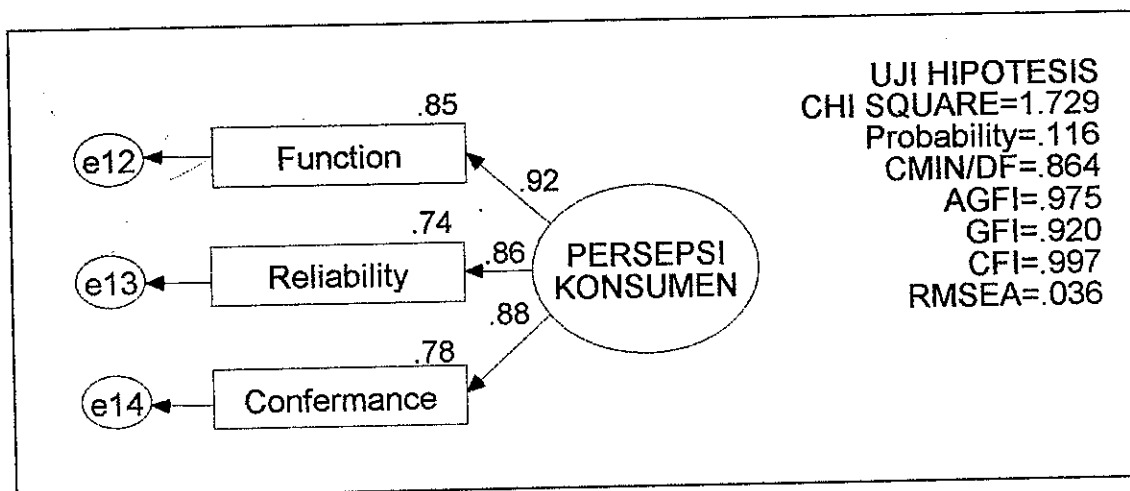 UJI HIPOTESIS
CHI SQUARE=1.729
Probability=.116
CMIN/DF=.864
AGFI=.975
GFI=.920
CFI=.997
RMSEA=.036
.85
e12
Function
.92
.74
e13
Reliability
.86
PERSEPSI
KONSUMEN
.88
.78
e14
Confermance